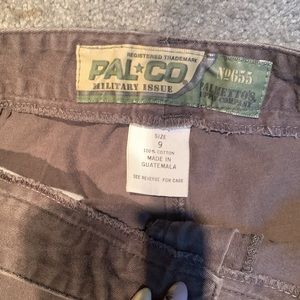 REGISTERED TRADEMARK
PAL★CO
MILITARY ISSUE
Nº655
PALMETTO'S
SIZE
9
100% COTTON
MADE IN
GUATEMALA
SEE REVERSE FOR CARE